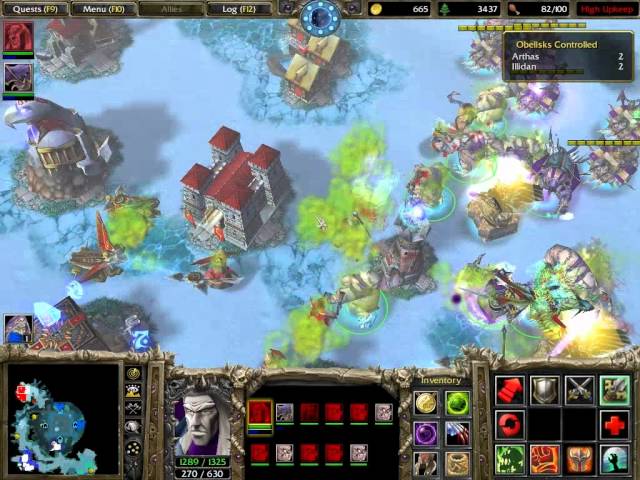 Quests (F9) Menu (F10) Allies Log (F12) 665 3437 82/100 High Upkeep
Obelisks Controlled
Arthas 2
Illidan 2
Inventory
1289 / 1325
270 / 630